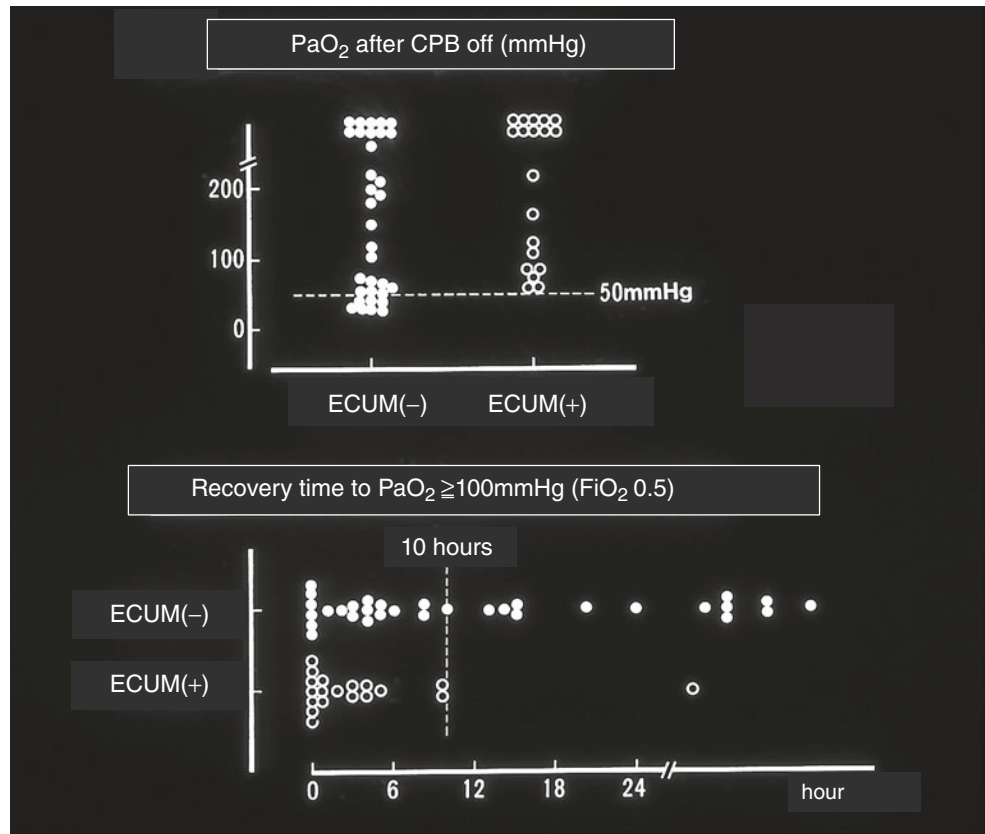 PaO₂ after CPB off (mmHg)
200
100
50mmHg
0
ECUM(−) ECUM(+)
Recovery time to PaO₂ ≧100mmHg (FiO₂ 0.5)
10 hours
ECUM(−)
ECUM(+)
0 6 12 18 24 hour